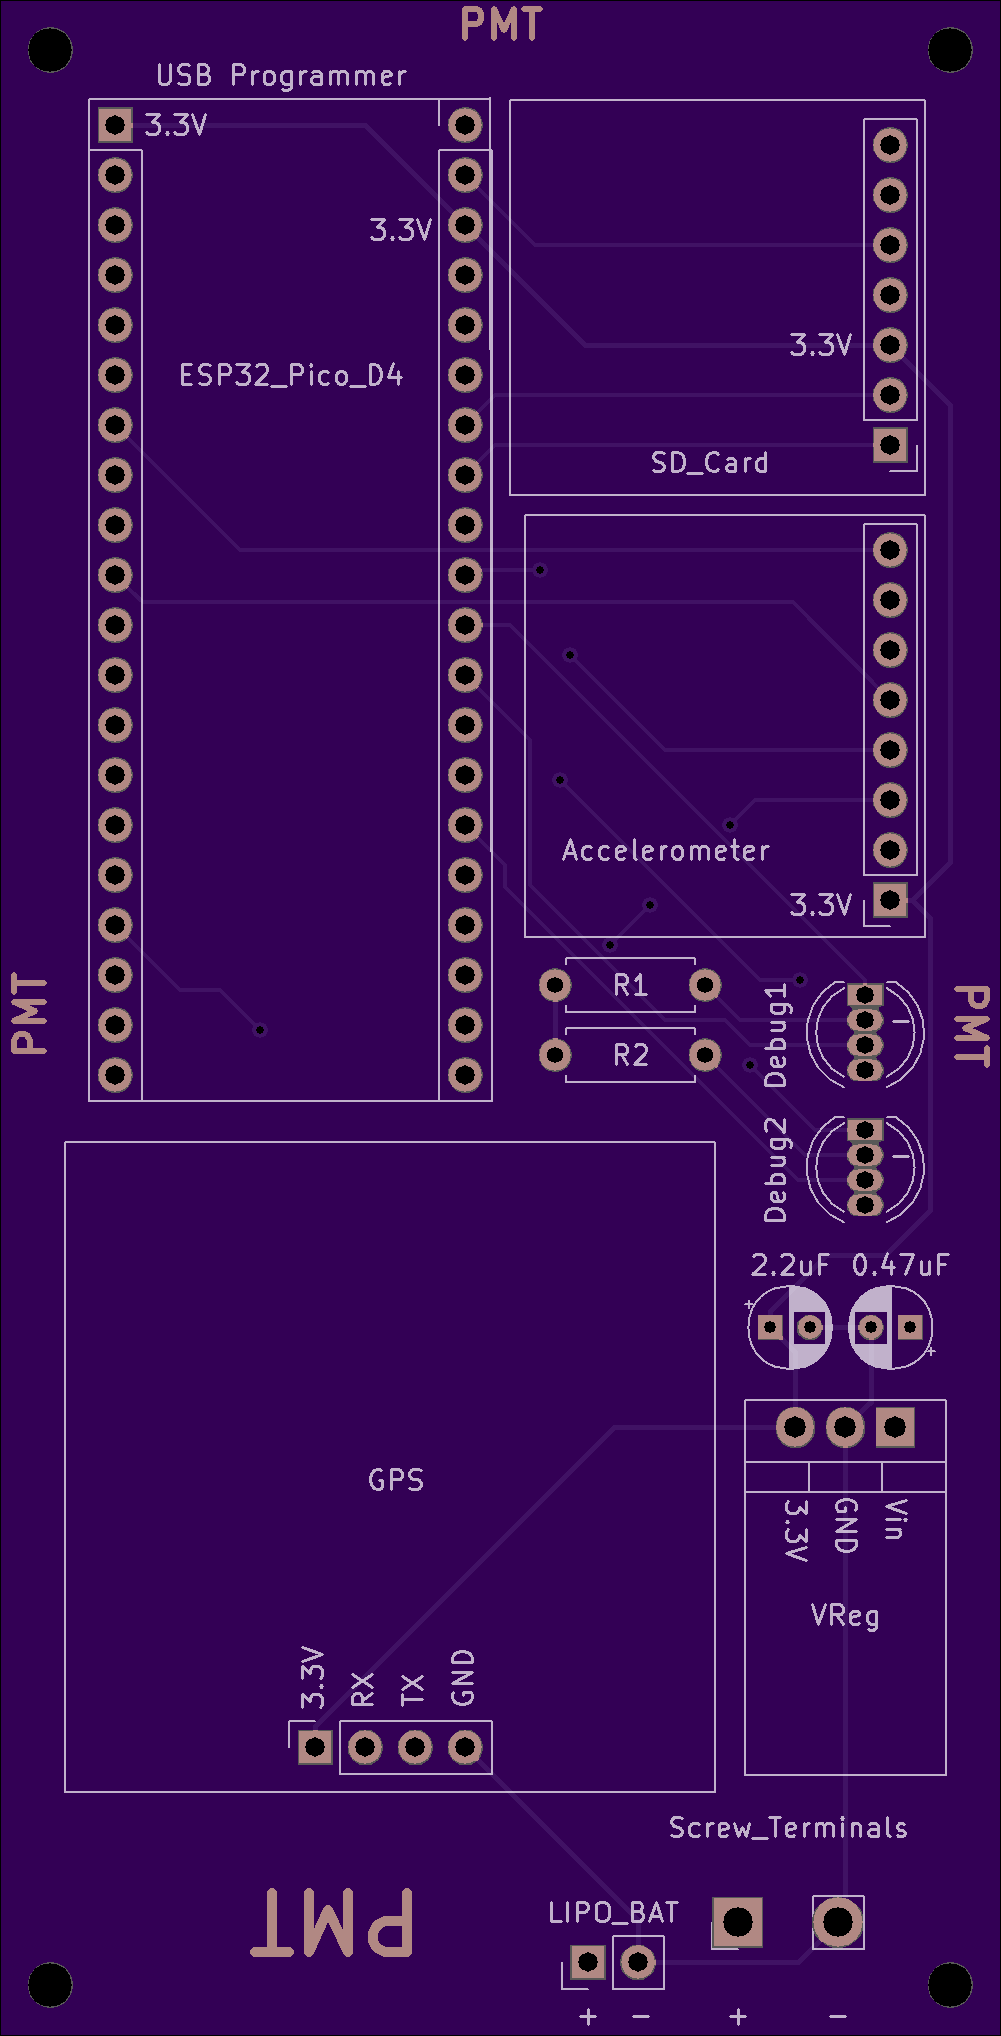 PMT
USB Programmer
3.3V
3.3V
ESP32_Pico_D4
3.3V
SD_Card
Accelerometer
3.3V
PMT
PMT
R1
Debug1
−
R2
Debug2
−
2.2uF
0.47uF
+
+
GPS
3.3V
GND
Vin
VReg
3.3V
RX
TX
GND
Screw_Terminals
PMT
LIPO_BAT
+ − + −